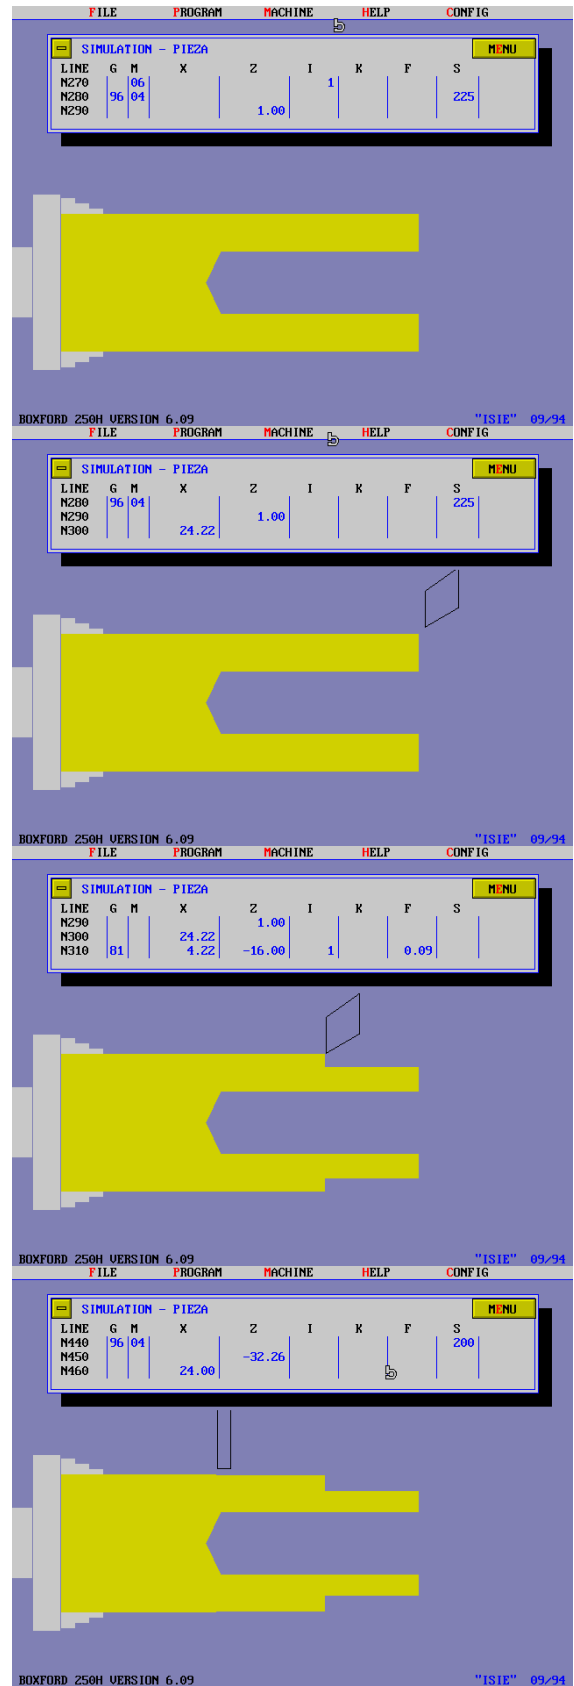 FILE PROGRAM MACHINE HELP CONFIG
SIMULATION - PIEZA MENU
LINE G M X Z I K F S
N270 06 1
N280 96 04 225
N290 1.00
BOXFORD 250H VERSION 6.09 "ISIE" 09/94
FILE PROGRAM MACHINE HELP CONFIG
SIMULATION - PIEZA MENU
LINE G M X Z I K F S
N280 96 04 225
N290 1.00
N300 24.22
BOXFORD 250H VERSION 6.09 "ISIE" 09/94
FILE PROGRAM MACHINE HELP CONFIG
SIMULATION - PIEZA MENU
LINE G M X Z I K F S
N290 1.00
N300 24.22
N310 81 4.22 -16.00 1 0.09
BOXFORD 250H VERSION 6.09 "ISIE" 09/94
FILE PROGRAM MACHINE HELP CONFIG
SIMULATION - PIEZA MENU
LINE G M X Z I K F S
N440 96 04 200
N450 -32.26
N460 24.00
BOXFORD 250H VERSION 6.09 "ISIE" 09/94